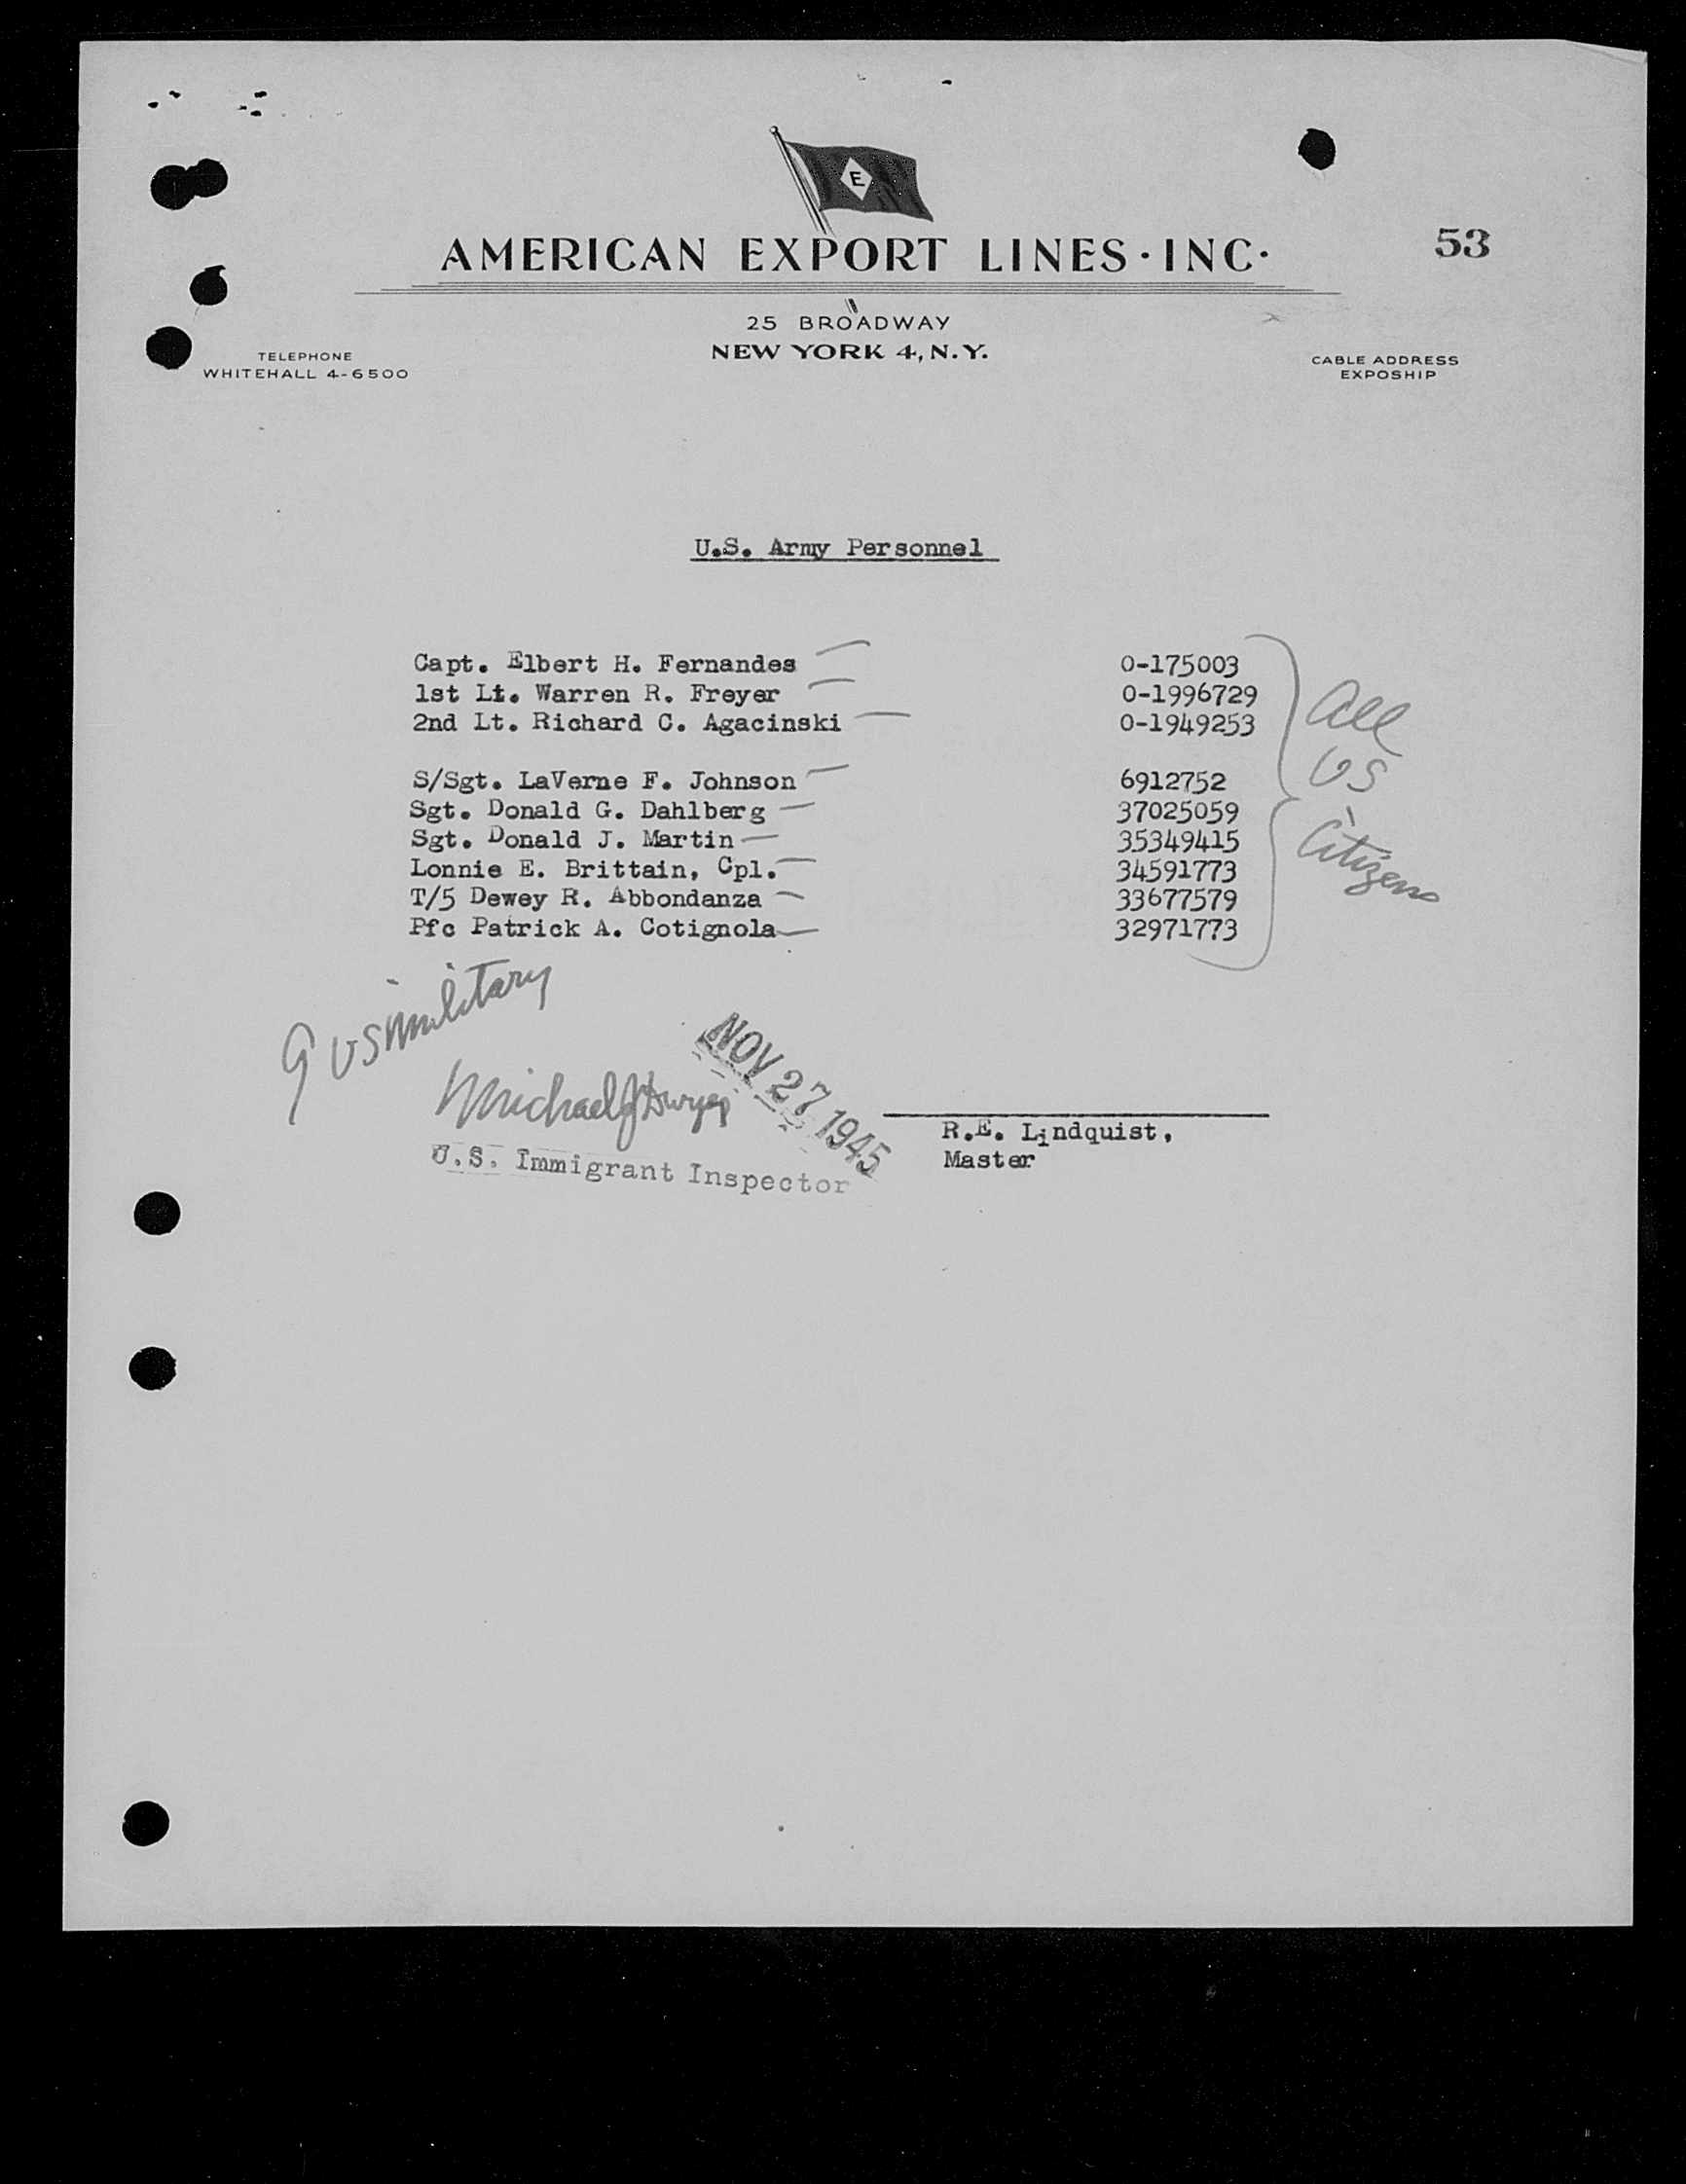 E
AMERICAN EXPORT LINES·INC·
53
25 BROADWAY
NEW YORK 4, N.Y.
TELEPHONE
WHITEHALL 4-6500
CABLE ADDRESS
EXPOSHIP
U.S. Army Personnel
Capt. Elbert H. Fernandes 0-175003
1st Lt. Warren R. Freyer 0-1996729
2nd Lt. Richard C. Agacinski 0-1949253
S/Sgt. LaVerne F. Johnson 6912752
Sgt. Donald G. Dahlberg 37025059
Sgt. Donald J. Martin 35349415
Lonnie E. Brittain, Cpl. 34591773
T/5 Dewey R. Abbondanza 33677579
Pfc Patrick A. Cotignola 32971773
All
US
Citizens
9 US Military
Michael J Dwyer
NOV 27 1945
U.S. Immigrant Inspector
R.E. Lindquist,
Master